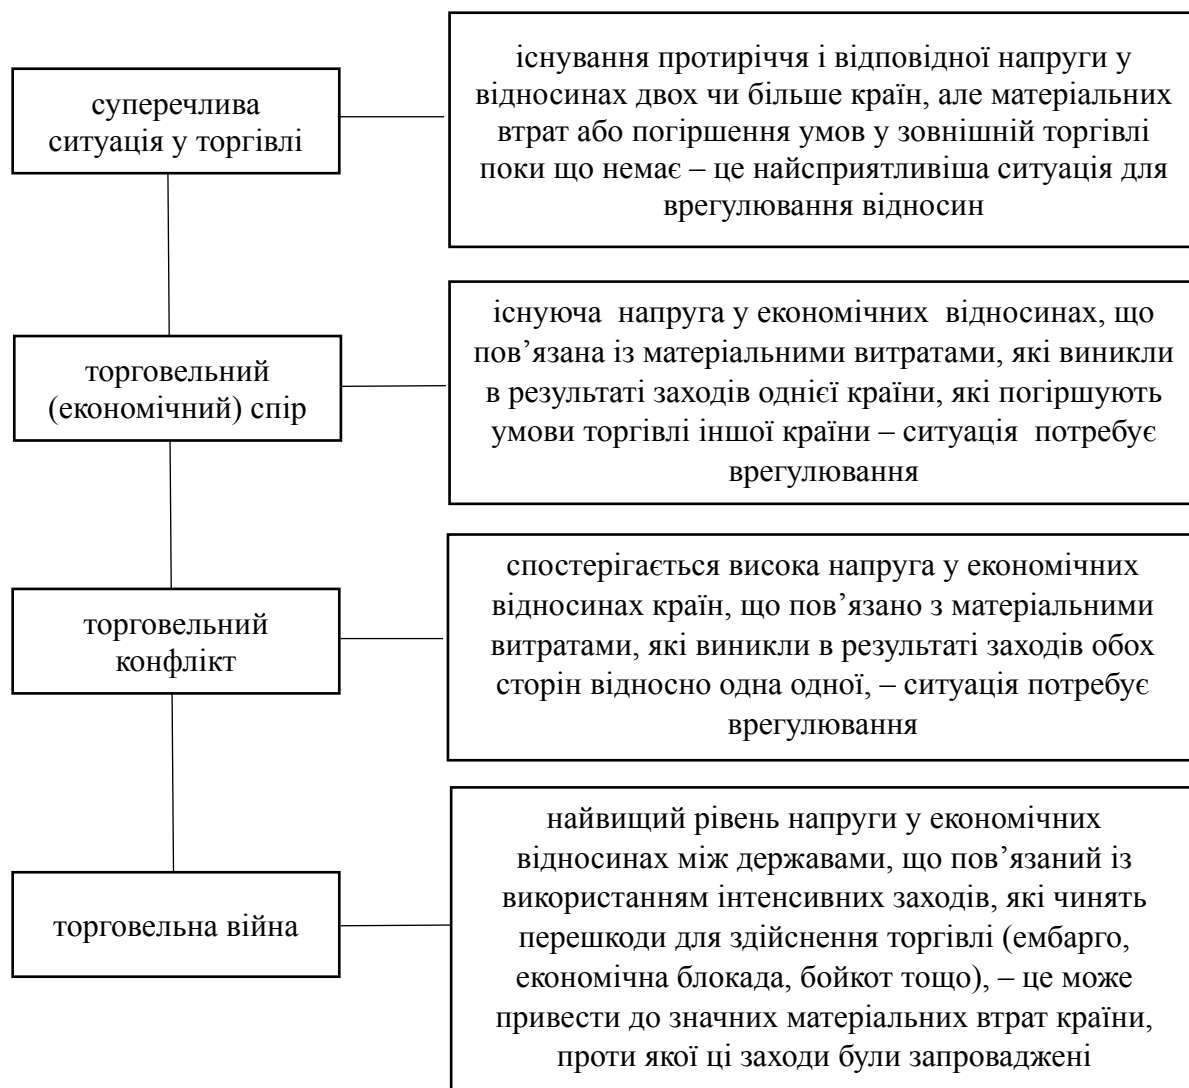 суперечлива
ситуація у торгівлі
існування протиріччя і відповідної напруги у
відносинах двох чи більше країн, але матеріальних
втрат або погіршення умов у зовнішній торгівлі
поки що немає – це найсприятливіша ситуація для
врегулювання відносин
торговельний
(економічний) спір
існуюча напруга у економічних відносинах, що
пов’язана із матеріальними витратами, які виникли
в результаті заходів однієї країни, які погіршують
умови торгівлі іншої країни – ситуація потребує
врегулювання
торговельний
конфлікт
спостерігається висока напруга у економічних
відносинах країн, що пов’язано з матеріальними
витратами, які виникли в результаті заходів обох
сторін відносно одна одної, – ситуація потребує
врегулювання
торговельна війна
найвищий рівень напруги у економічних
відносинах між державами, що пов’язаний із
використанням інтенсивних заходів, які чинять
перешкоди для здійснення торгівлі (ембарго,
економічна блокада, бойкот тощо), – це може
привести до значних матеріальних втрат країни,
проти якої ці заходи були запроваджені